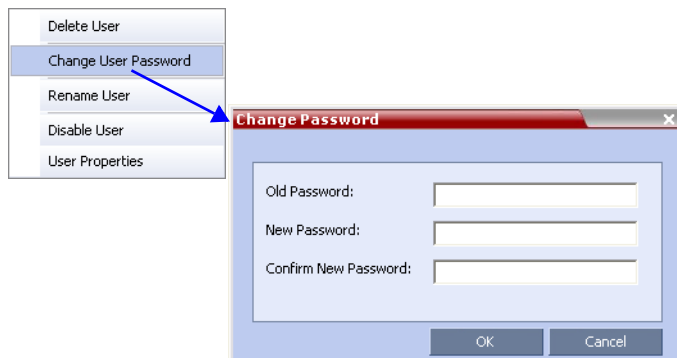 Delete User
Change User Password
Rename User
Disable User
User Properties
Change Password
Old Password:
New Password:
Confirm New Password:
OK Cancel